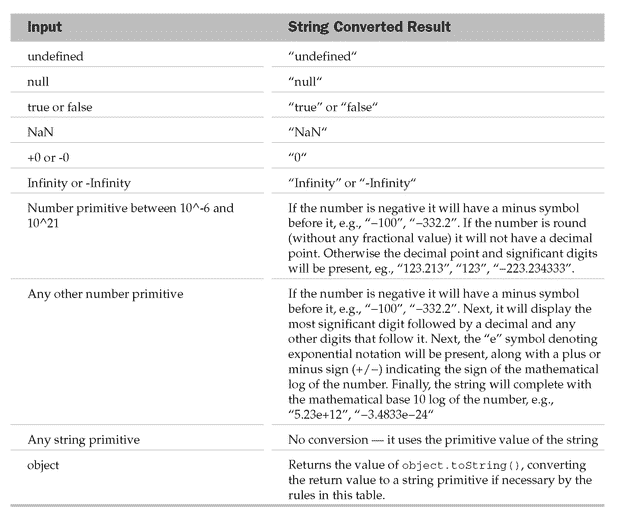 Input String Converted Result
undefined “undefined“
null “null“
true or false “true” or “false“
NaN “NaN“
+0 or -0 “0“
Infinity or -Infinity “Infinity” or “-Infinity“
Number primitive between 10^-6 and If the number is negative it will have a minus symbol
10^21 before it, e.g., “−100”, “−332.2”. If the number is round
(without any fractional value) it will not have a decimal
point. Otherwise the decimal point and significant digits
will be present, eg., “123.213”, “123”, “−223.234333”.
Any other number primitive If the number is negative it will have a minus symbol
before it, e.g., “−100”, “−332.2”. Next, it will display the
most significant digit followed by a decimal and any
other digits that follow it. Next, the “e” symbol denoting
exponential notation will be present, along with a plus or
minus sign (+/−) indicating the sign of the mathematical
log of the number. Finally, the string will complete with
the mathematical base 10 log of the number, e.g.,
“5.23e+12”, “−3.4833e−24“
Any string primitive No conversion — it uses the primitive value of the string
object Returns the value of object.toString(), converting
the return value to a string primitive if necessary by the
rules in this table.